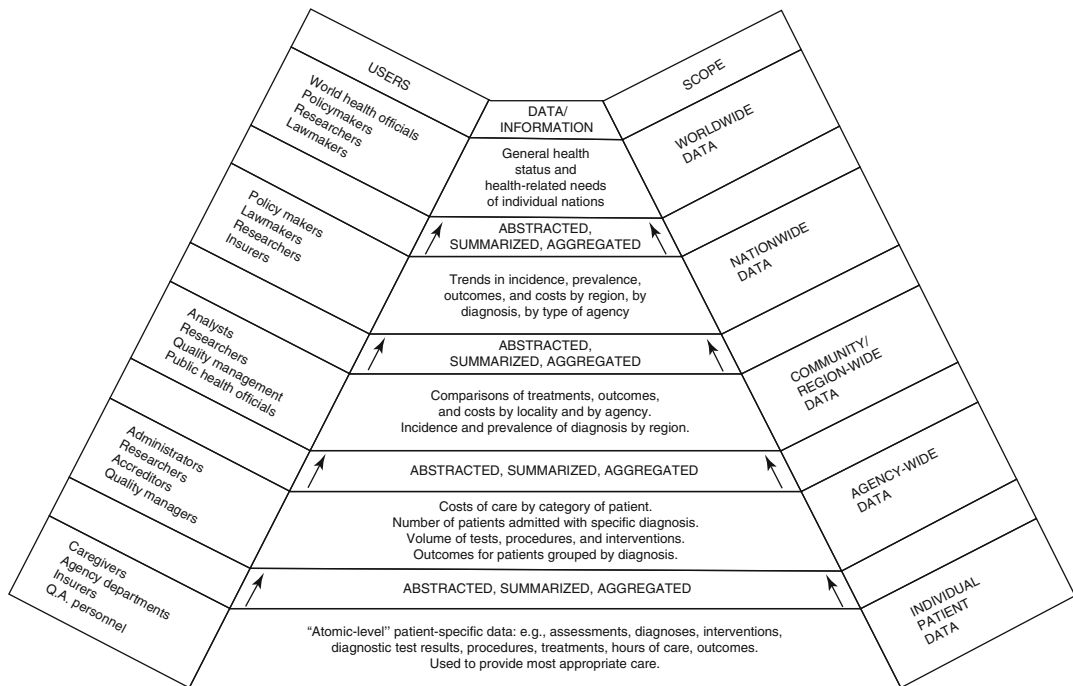 USERS
World health officials
Policymakers
Researchers
Lawmakers
Policy makers
Lawmakers
Researchers
Insurers
Analysts
Researchers
Quality management
Public health officials
Administrators
Researchers
Accreditors
Quality managers
Caregivers
Agency departments
Insurers
Q.A. personnel
DATA/
INFORMATION
General health
status and
health-related needs
of individual nations
ABSTRACTED,
SUMMARIZED, AGGREGATED
Trends in incidence, prevalence,
outcomes, and costs by region, by
diagnosis, by type of agency
ABSTRACTED,
SUMMARIZED, AGGREGATED
Comparisons of treatments, outcomes,
and costs by locality and by agency.
Incidence and prevalence of diagnosis by region.
ABSTRACTED, SUMMARIZED, AGGREGATED
Costs of care by category of patient.
Number of patients admitted with specific diagnosis.
Volume of tests, procedures, and interventions.
Outcomes for patients grouped by diagnosis.
ABSTRACTED, SUMMARIZED, AGGREGATED
“Atomic-level” patient-specific data: e.g., assessments, diagnoses, interventions,
diagnostic test results, procedures, treatments, hours of care, outcomes.
Used to provide most appropriate care.
SCOPE
WORLDWIDE
DATA
NATIONWIDE
DATA
COMMUNITY/
REGION-WIDE
DATA
AGENCY-WIDE
DATA
INDIVIDUAL
PATIENT
DATA